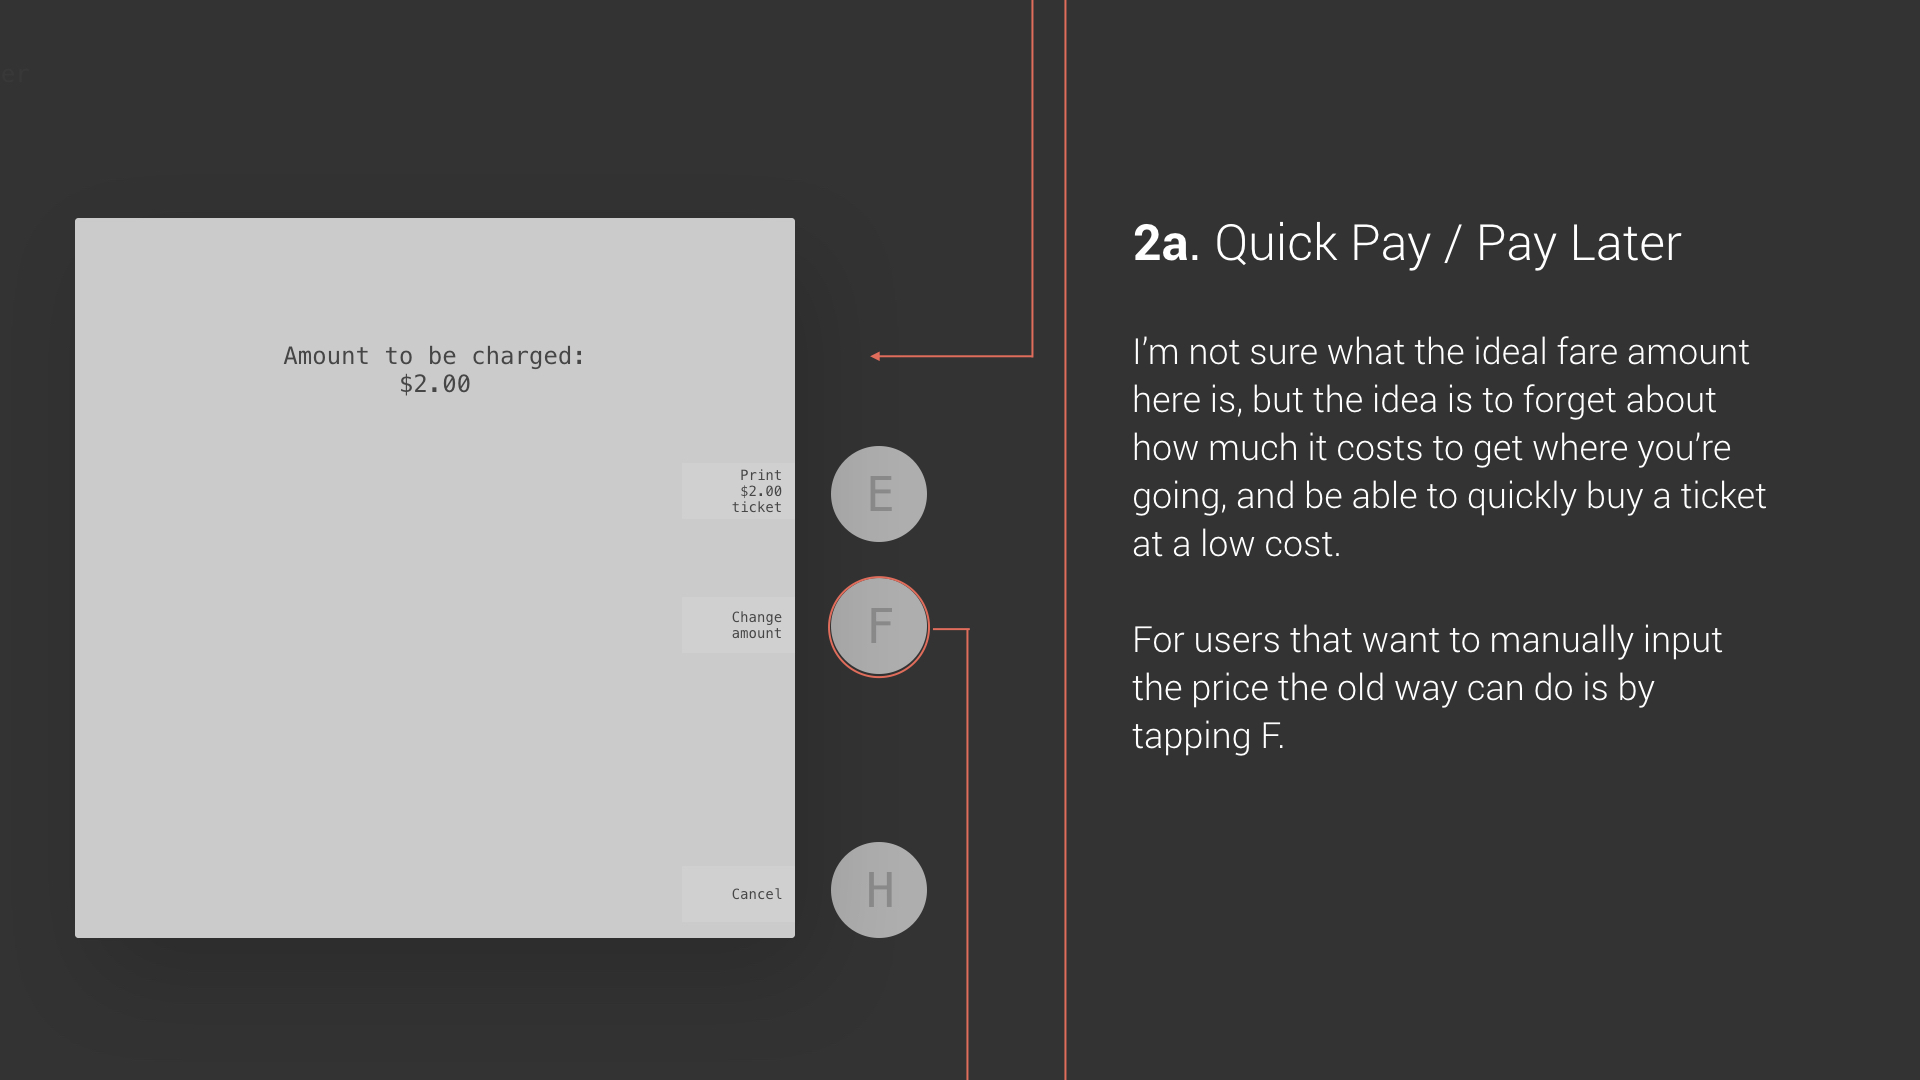 er
Amount to be charged:
$2.00
Print
$2.00
ticket
E
Change
amount
F
Cancel
H
2a. Quick Pay / Pay Later
I’m not sure what the ideal fare amount
here is, but the idea is to forget about
how much it costs to get where you’re
going, and be able to quickly buy a ticket
at a low cost.
For users that want to manually input
the price the old way can do is by
tapping F.